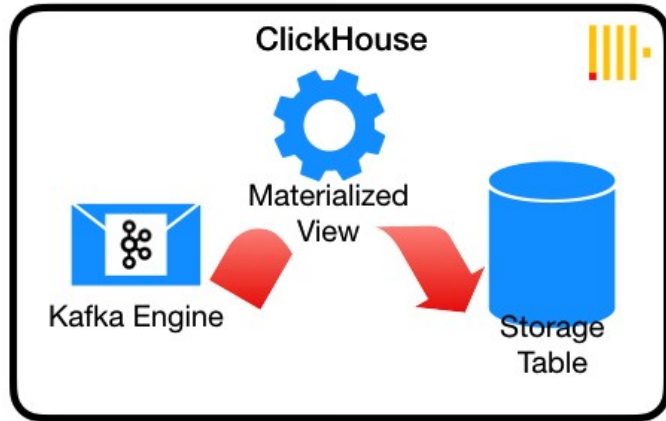 ClickHouse
Materialized
View
Kafka Engine
Storage
Table